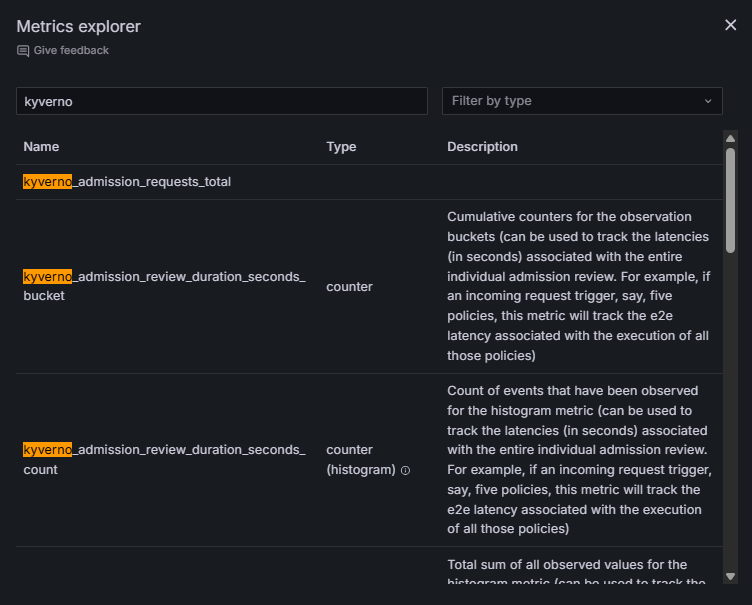 Metrics explorer
Give feedback
kyverno
Filter by type
Name Type Description
kyverno_admission_requests_total
kyverno_admission_review_duration_seconds_
bucket
counter
Cumulative counters for the observation
buckets (can be used to track the latencies
(in seconds) associated with the entire
individual admission review. For example, if
an incoming request trigger, say, five
policies, this metric will track the e2e
latency associated with the execution of all
those policies)
kyverno_admission_review_duration_seconds_
count
counter
(histogram)
Count of events that have been observed
for the histogram metric (can be used to
track the latencies (in seconds) associated
with the entire individual admission review.
For example, if an incoming request trigger,
say, five policies, this metric will track the
e2e latency associated with the execution
of all those policies)
Total sum of all observed values for the
histogram metric (can be used to track the